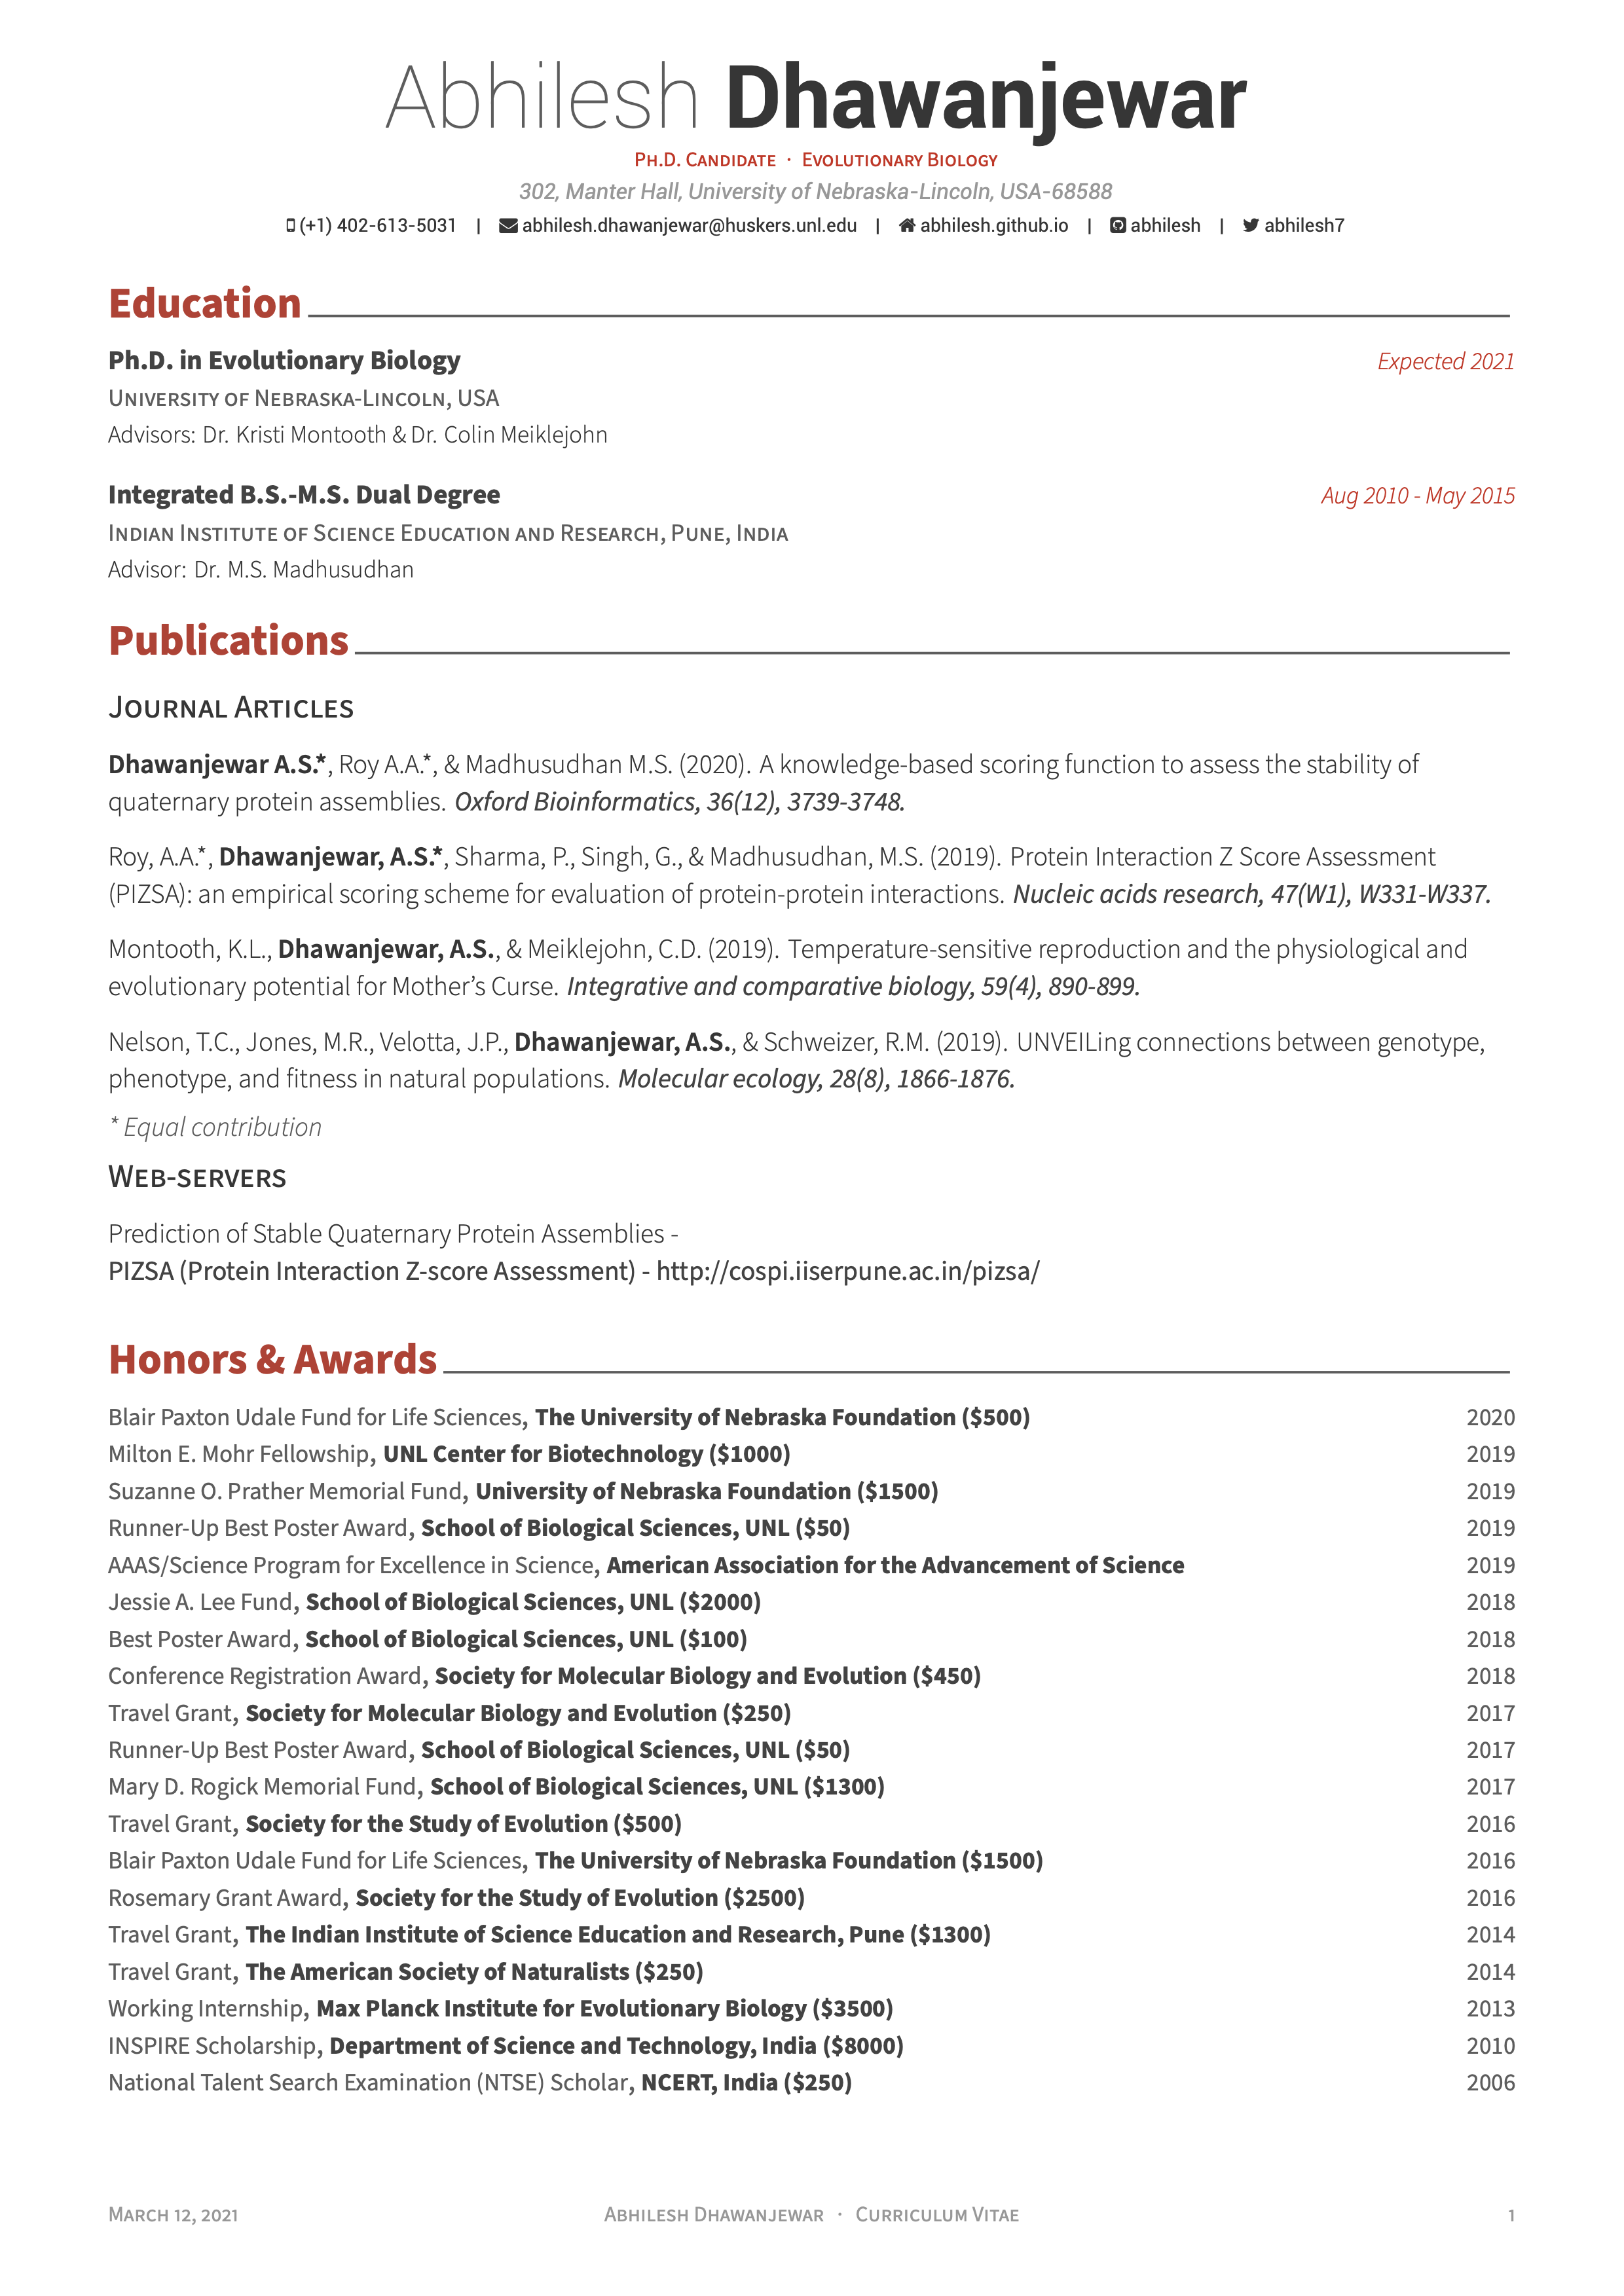 Abhilesh Dhawanjewar
Ph.D. Candidate · Evolutionary Biology
302, Manter Hall, University of Nebraska-Lincoln, USA-68588
(+1) 402-613-5031 | abhilesh.dhawanjewar@huskers.unl.edu | abhilesh.github.io | abhilesh | abhilesh7
Education
Ph.D. in Evolutionary Biology Expected 2021
University of Nebraska-Lincoln, USA
Advisors: Dr. Kristi Montooth & Dr. Colin Meiklejohn
Integrated B.S.-M.S. Dual Degree Aug 2010 - May 2015
Indian Institute of Science Education and Research, Pune, India
Advisor: Dr. M.S. Madhusudhan
Publications
Journal Articles
Dhawanjewar A.S.*, Roy A.A.*, & Madhusudhan M.S. (2020). A knowledge-based scoring function to assess the stability of
quaternary protein assemblies. Oxford Bioinformatics, 36(12), 3739-3748.
Roy, A.A.*, Dhawanjewar, A.S.*, Sharma, P., Singh, G., & Madhusudhan, M.S. (2019). Protein Interaction Z Score Assessment
(PIZSA): an empirical scoring scheme for evaluation of protein-protein interactions. Nucleic acids research, 47(W1), W331-W337.
Montooth, K.L., Dhawanjewar, A.S., & Meiklejohn, C.D. (2019). Temperature-sensitive reproduction and the physiological and
evolutionary potential for Mother's Curse. Integrative and comparative biology, 59(4), 890-899.
Nelson, T.C., Jones, M.R., Velotta, J.P., Dhawanjewar, A.S., & Schweizer, R.M. (2019). UNVEILing connections between genotype,
phenotype, and fitness in natural populations. Molecular ecology, 28(8), 1866-1876.
* Equal contribution
Web-servers
Prediction of Stable Quaternary Protein Assemblies -
PIZSA (Protein Interaction Z-score Assessment) - http://cospi.iiserpune.ac.in/pizsa/
Honors & Awards
Blair Paxton Udale Fund for Life Sciences, The University of Nebraska Foundation ($500) 2020
Milton E. Mohr Fellowship, UNL Center for Biotechnology ($1000) 2019
Suzanne O. Prather Memorial Fund, University of Nebraska Foundation ($1500) 2019
Runner-Up Best Poster Award, School of Biological Sciences, UNL ($50) 2019
AAAS/Science Program for Excellence in Science, American Association for the Advancement of Science 2019
Jessie A. Lee Fund, School of Biological Sciences, UNL ($2000) 2018
Best Poster Award, School of Biological Sciences, UNL ($100) 2018
Conference Registration Award, Society for Molecular Biology and Evolution ($450) 2018
Travel Grant, Society for Molecular Biology and Evolution ($250) 2017
Runner-Up Best Poster Award, School of Biological Sciences, UNL ($50) 2017
Mary D. Rogick Memorial Fund, School of Biological Sciences, UNL ($1300) 2017
Travel Grant, Society for the Study of Evolution ($500) 2016
Blair Paxton Udale Fund for Life Sciences, The University of Nebraska Foundation ($1500) 2016
Rosemary Grant Award, Society for the Study of Evolution ($2500) 2016
Travel Grant, The Indian Institute of Science Education and Research, Pune ($1300) 2014
Travel Grant, The American Society of Naturalists ($250) 2014
Working Internship, Max Planck Institute for Evolutionary Biology ($3500) 2013
INSPIRE Scholarship, Department of Science and Technology, India ($8000) 2010
National Talent Search Examination (NTSE) Scholar, NCERT, India ($250) 2006
March 12, 2021 Abhilesh Dhawanjewar · Curriculum Vitae 1